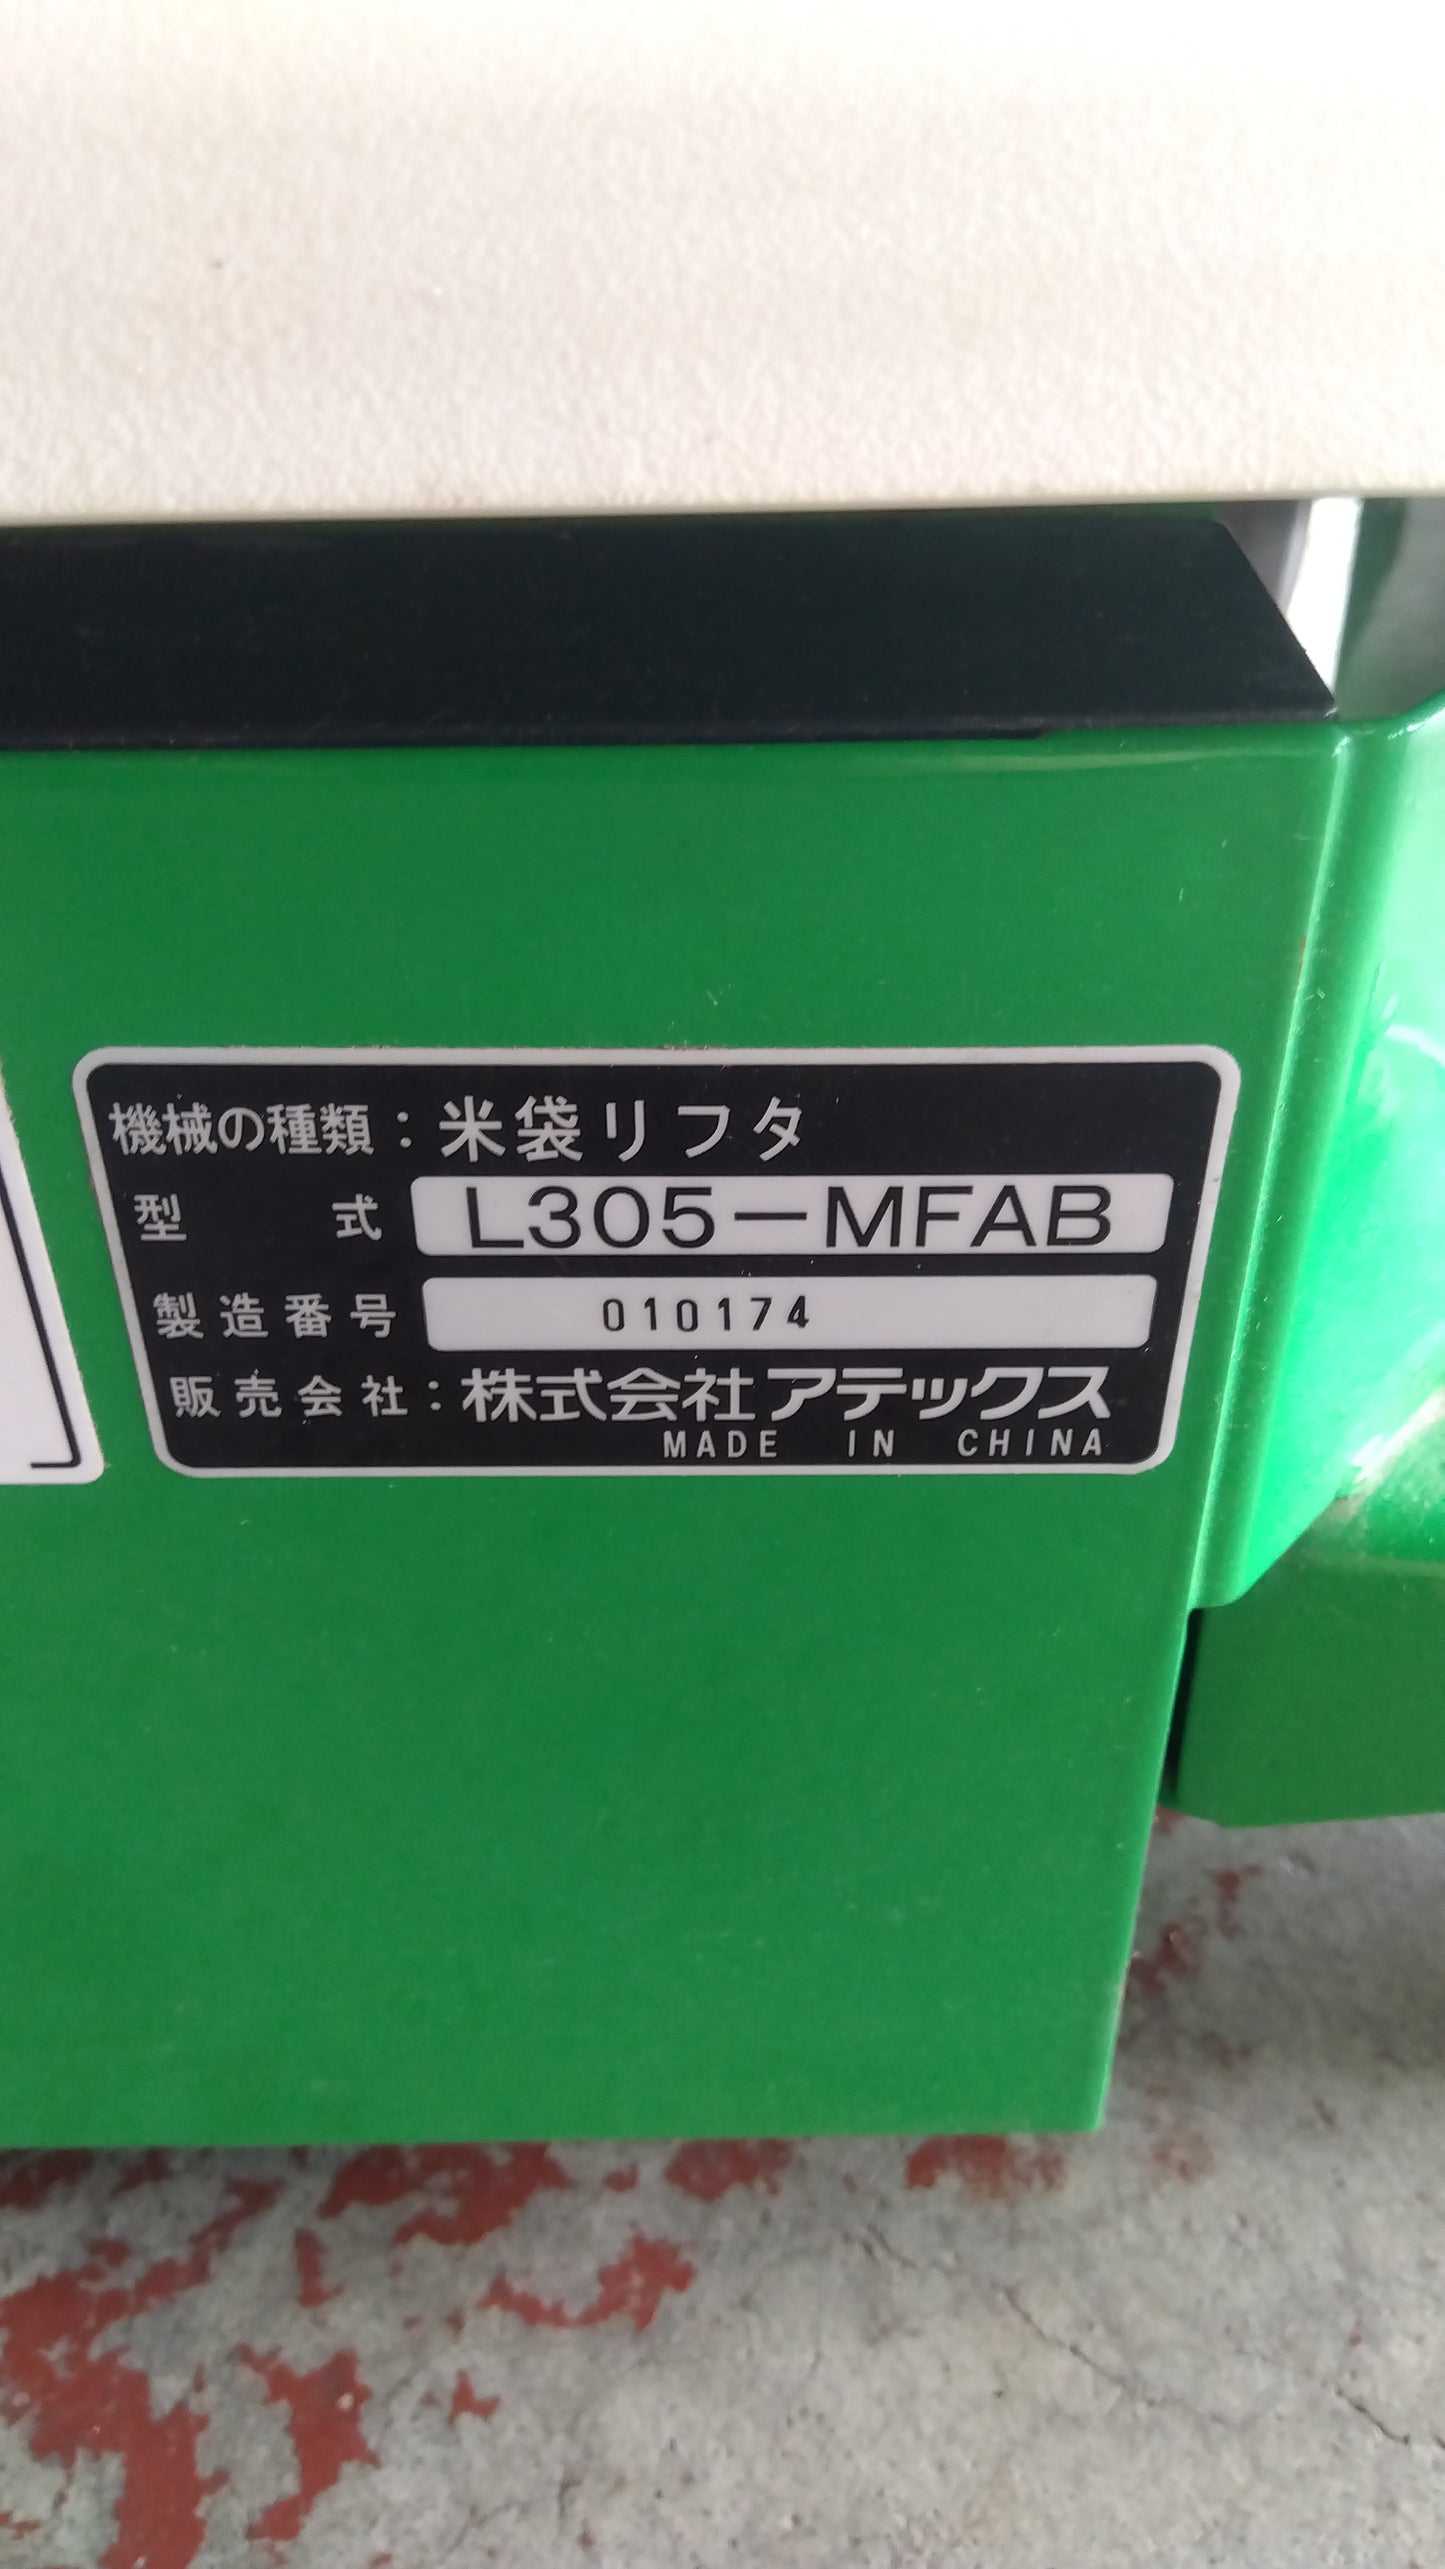 機械の種類：米袋リフタ
型式 L305-MFAB
製造番号 010174
販売会社：株式会社アテックス
MADE IN CHINA